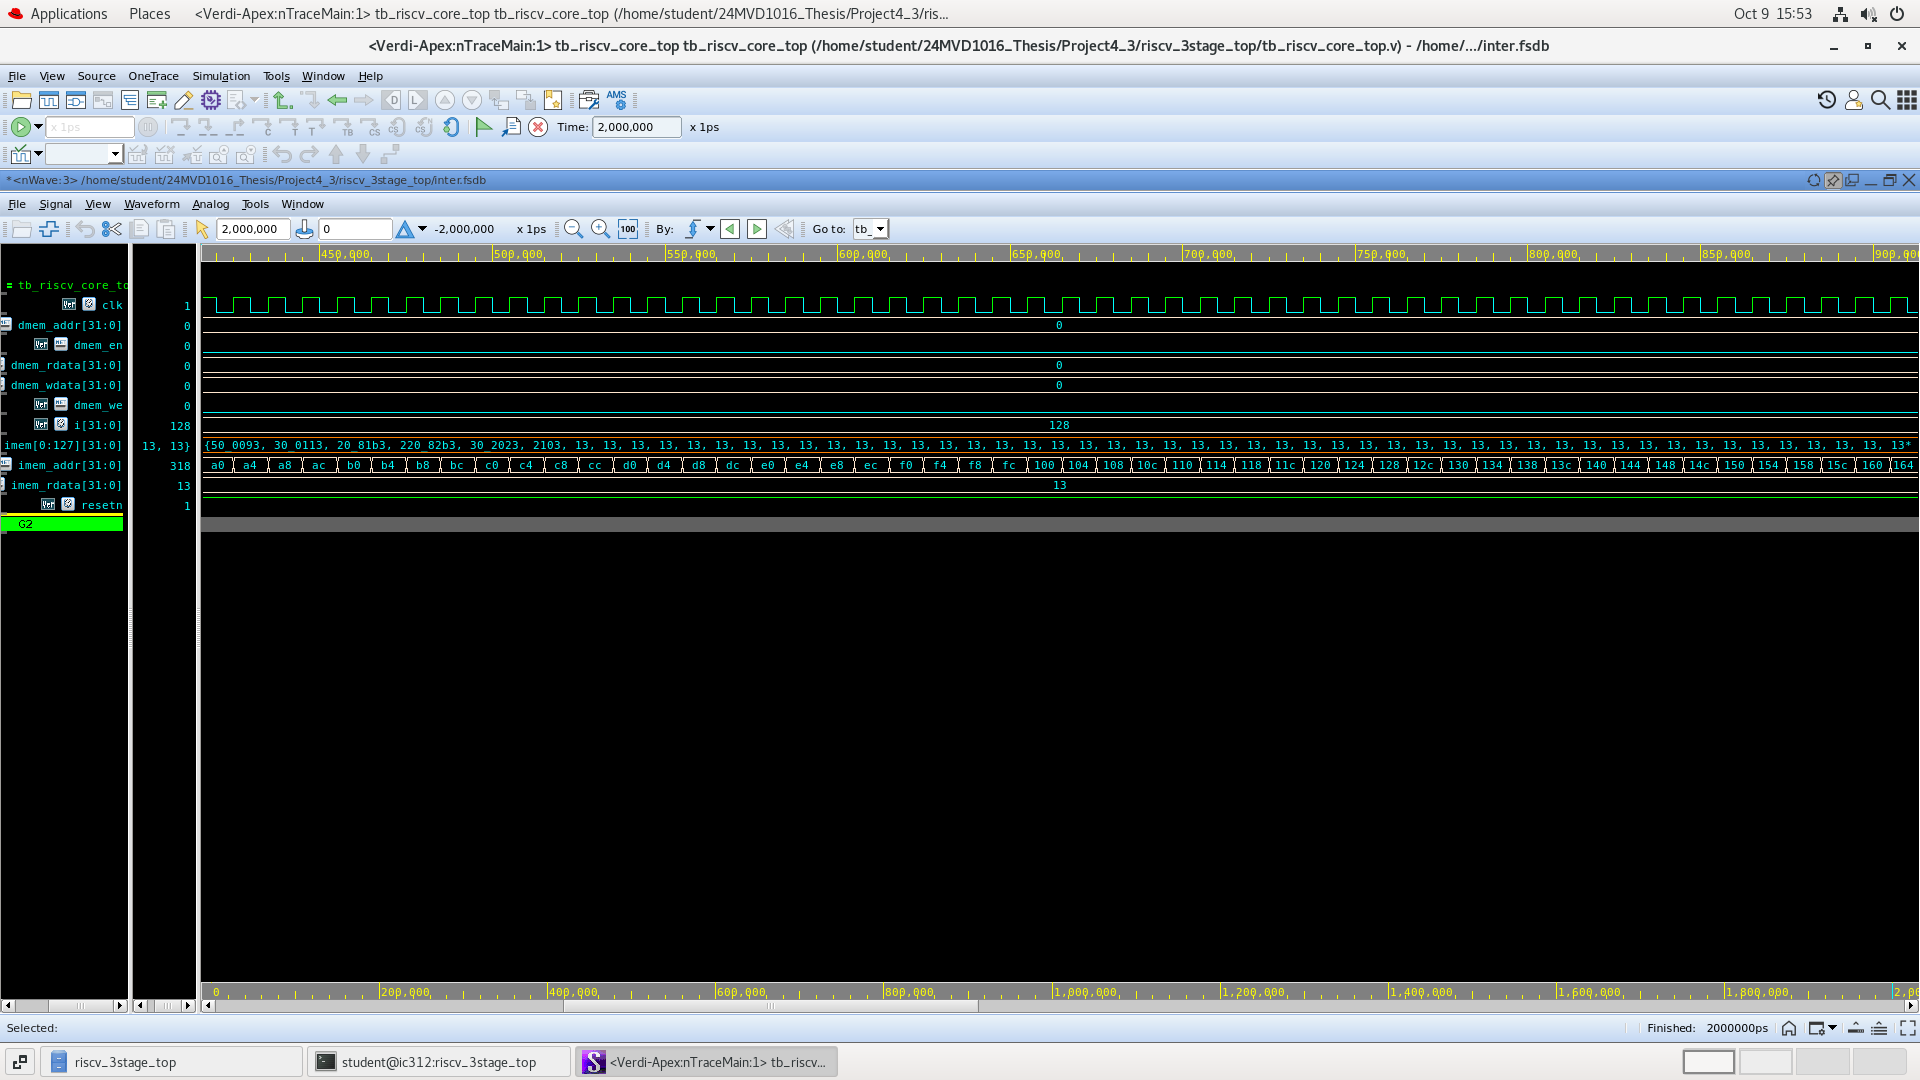 Applications Places <Verdi-Apex:nTraceMain:1> tb_riscv_core_top tb_riscv_core_top (/home/student/24MVD1016_Thesis/Project4_3/ris... Oct 9 15:53
<Verdi-Apex:nTraceMain:1> tb_riscv_core_top tb_riscv_core_top (/home/student/24MVD1016_Thesis/Project4_3/riscv_3stage_top/tb_riscv_core_top.v) - /home/.../inter.fsdb
File View Source OneTrace Simulation Tools Window Help
D L AMS
x 1ps C T T TB CS CS CS Time: 2,000,000 x 1ps
*<nWave:3> /home/student/24MVD1016_Thesis/Project4_3/riscv_3stage_top/inter.fsdb
File Signal View Waveform Analog Tools Window
2,000,000 0 -2,000,000 x 1ps 100 By: Go to: tb_
450,000 500,000 550,000 600,000 650,000 700,000 750,000 800,000 850,000 900,00
= tb_riscv_core_to
clk 1
dmem_addr[31:0] 0 0
dmem_en 0
dmem_rdata[31:0] 0 0
dmem_wdata[31:0] 0 0
dmem_we 0
i[31:0] 128 128
imem[0:127][31:0] 13, 13} {50_0093, 30_0113, 20_81b3, 220_82b3, 30_2023, 2103, 13, 13, 13, 13, 13, 13, 13, 13, 13, 13, 13, 13, 13, 13, 13, 13, 13, 13, 13, 13, 13, 13, 13, 13, 13, 13, 13, 13, 13, 13, 13, 13, 13, 13, 13, 13, 13, 13, 13, 13, 13, 13, 13, 13, 13, 13, 13*
imem_addr[31:0] 318 a0 a4 a8 ac b0 b4 b8 bc c0 c4 c8 cc d0 d4 d8 dc e0 e4 e8 ec f0 f4 f8 fc 100 104 108 10c 110 114 118 11c 120 124 128 12c 130 134 138 13c 140 144 148 14c 150 154 158 15c 160 164
imem_rdata[31:0] 13 13
resetn 1
G2
0 200,000 400,000 600,000 800,000 1,000,000 1,200,000 1,400,000 1,600,000 1,800,000 2,00
Selected: Finished: 2000000ps
riscv_3stage_top student@ic312:riscv_3stage_top <Verdi-Apex:nTraceMain:1> tb_riscv...